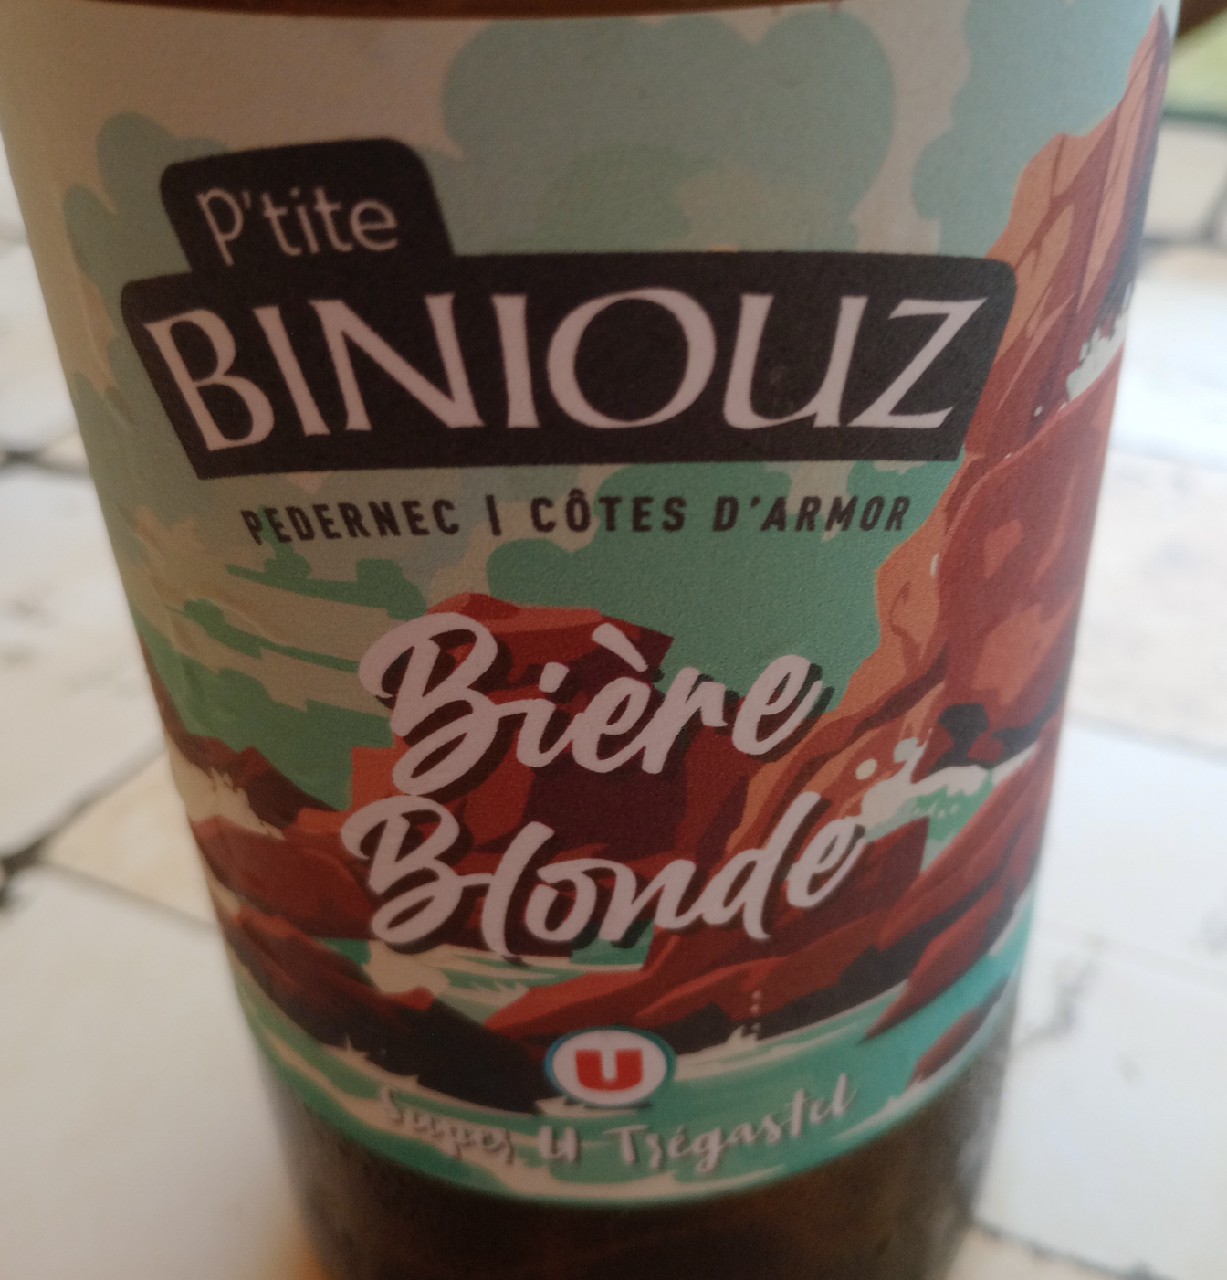 P'tite
BINIOUZ
PEDERNEC | CÔTES D'ARMOR
Bière
Blonde
U
Super U Trégastel